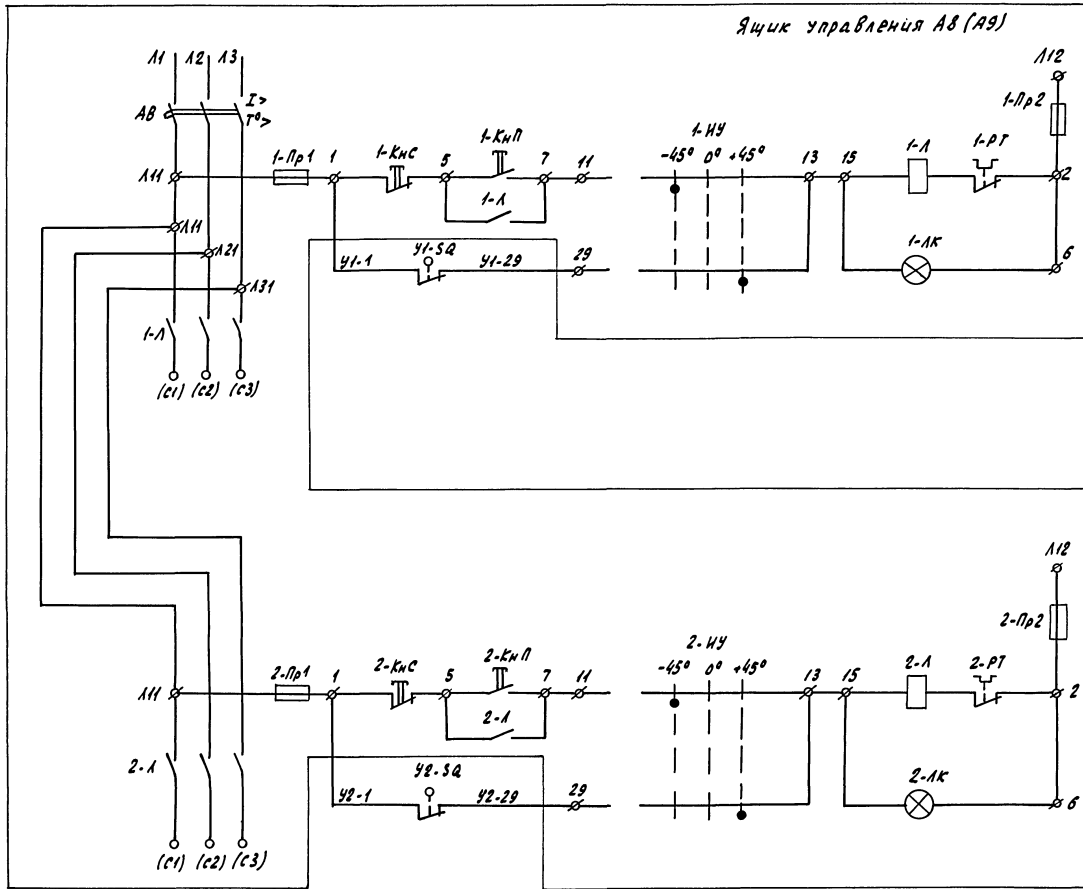 Ящик управления А8 (А9)
Л1 Л2 Л3
Л12
АВ
I>
T°>
1-Пр2
1-Пр1 1 1-КнС 5 1-КнП 7 11
1-ИУ
-45° 0° +45°
13 15 1-Л 1-РТ 2
Л11
1-Л
Л11
Л21
У1-1 У1-SQ У1-29 29
1-ЛК 6
Л31
1-Л
(С1) (С2) (С3)
Л12
2-Пр2
2-Пр1 1 2-КнС 5 2-КнП 7 11
2-ИУ
-45° 0° +45°
13 15 2-Л 2-РТ 2
Л11
2-Л
2-Л
У2-1 У2-SQ У2-29 29
2-ЛК 6
(С1) (С2) (С3)